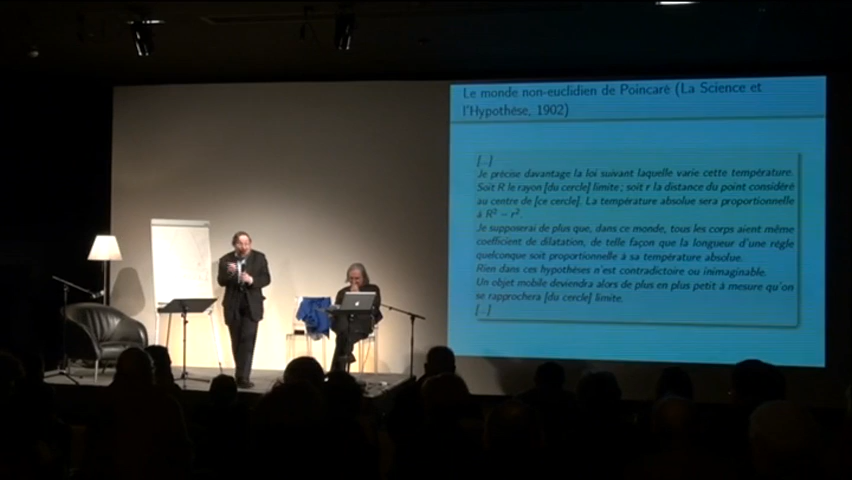 Le monde non-euclidien de Poincaré (La Science et
l'Hypothèse, 1902)
[...]
Je précise davantage la loi suivant laquelle varie cette température.
Soit R le rayon [du cercle] limite ; soit r la distance du point considéré
au centre de [ce cercle]. La température absolue sera proportionnelle
à R² − r².
Je supposerai de plus que, dans ce monde, tous les corps aient même
coefficient de dilatation, de telle façon que la longueur d'une règle
quelconque soit proportionnelle à sa température absolue.
Rien dans ces hypothèses n'est contradictoire ou inimaginable.
Un objet mobile deviendra alors de plus en plus petit à mesure qu'on
se rapprochera [du cercle] limite.
[...]